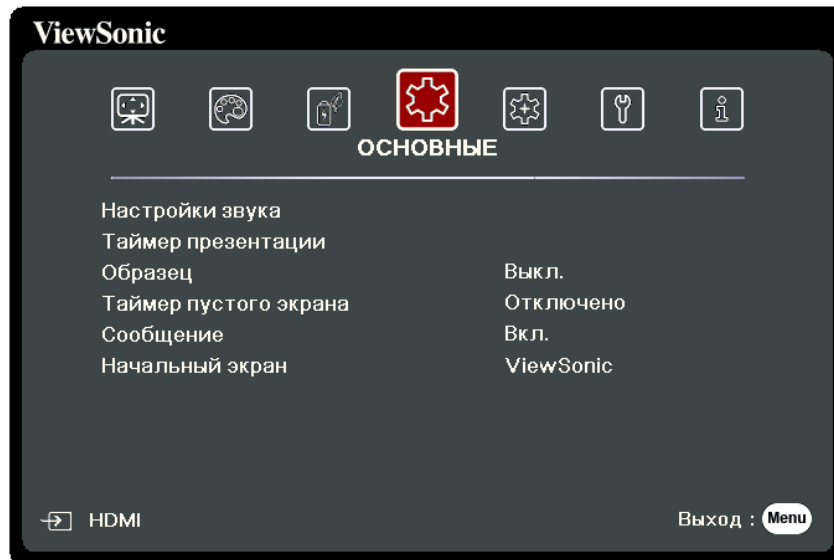 ViewSonic
ОСНОВНЫЕ
Настройки звука
Таймер презентации
Образец Выкл.
Таймер пустого экрана Отключено
Сообщение Вкл.
Начальный экран ViewSonic
HDMI Выход : Menu